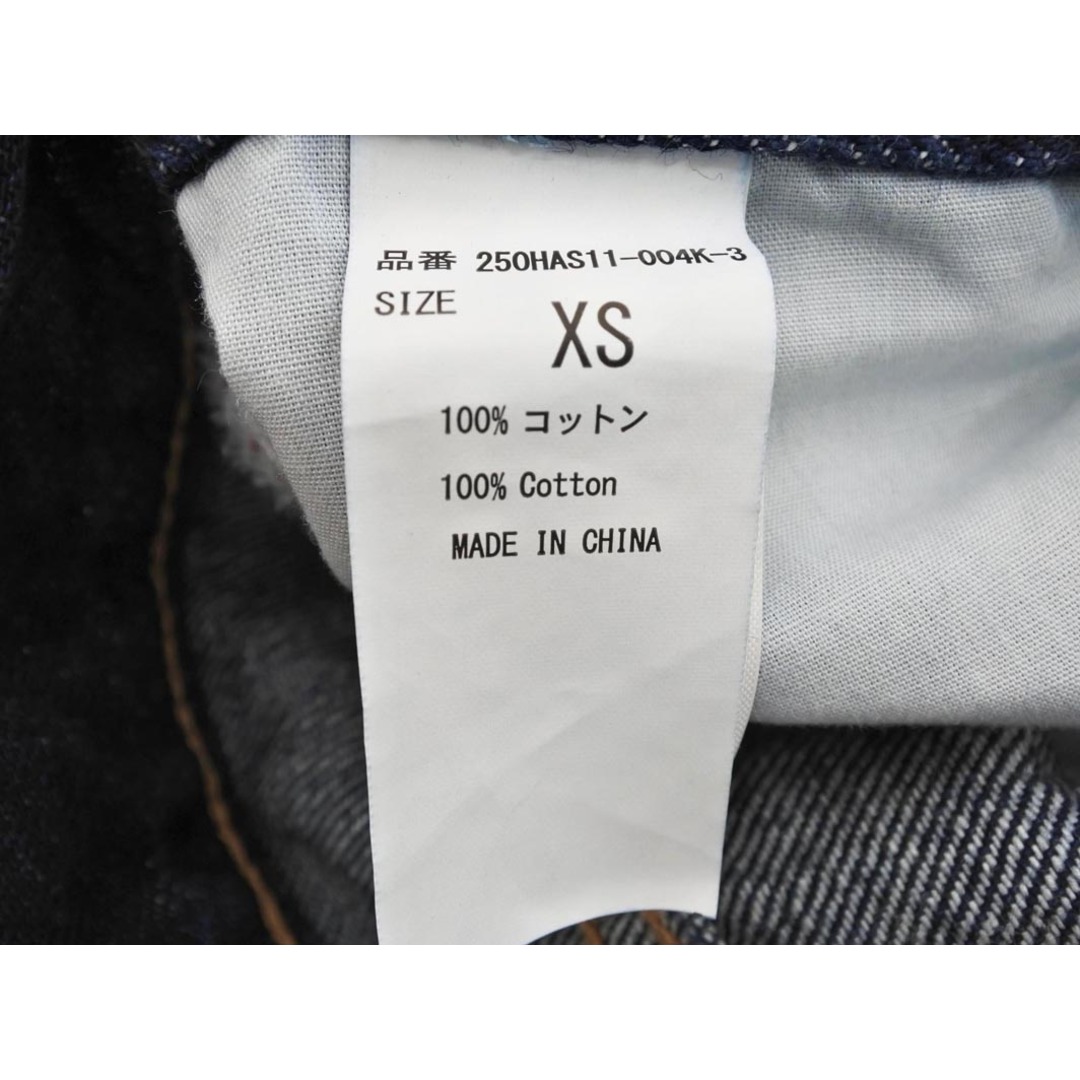 品番 250HAS11-004K-3
SIZE XS
100% コットン
100% Cotton
MADE IN CHINA